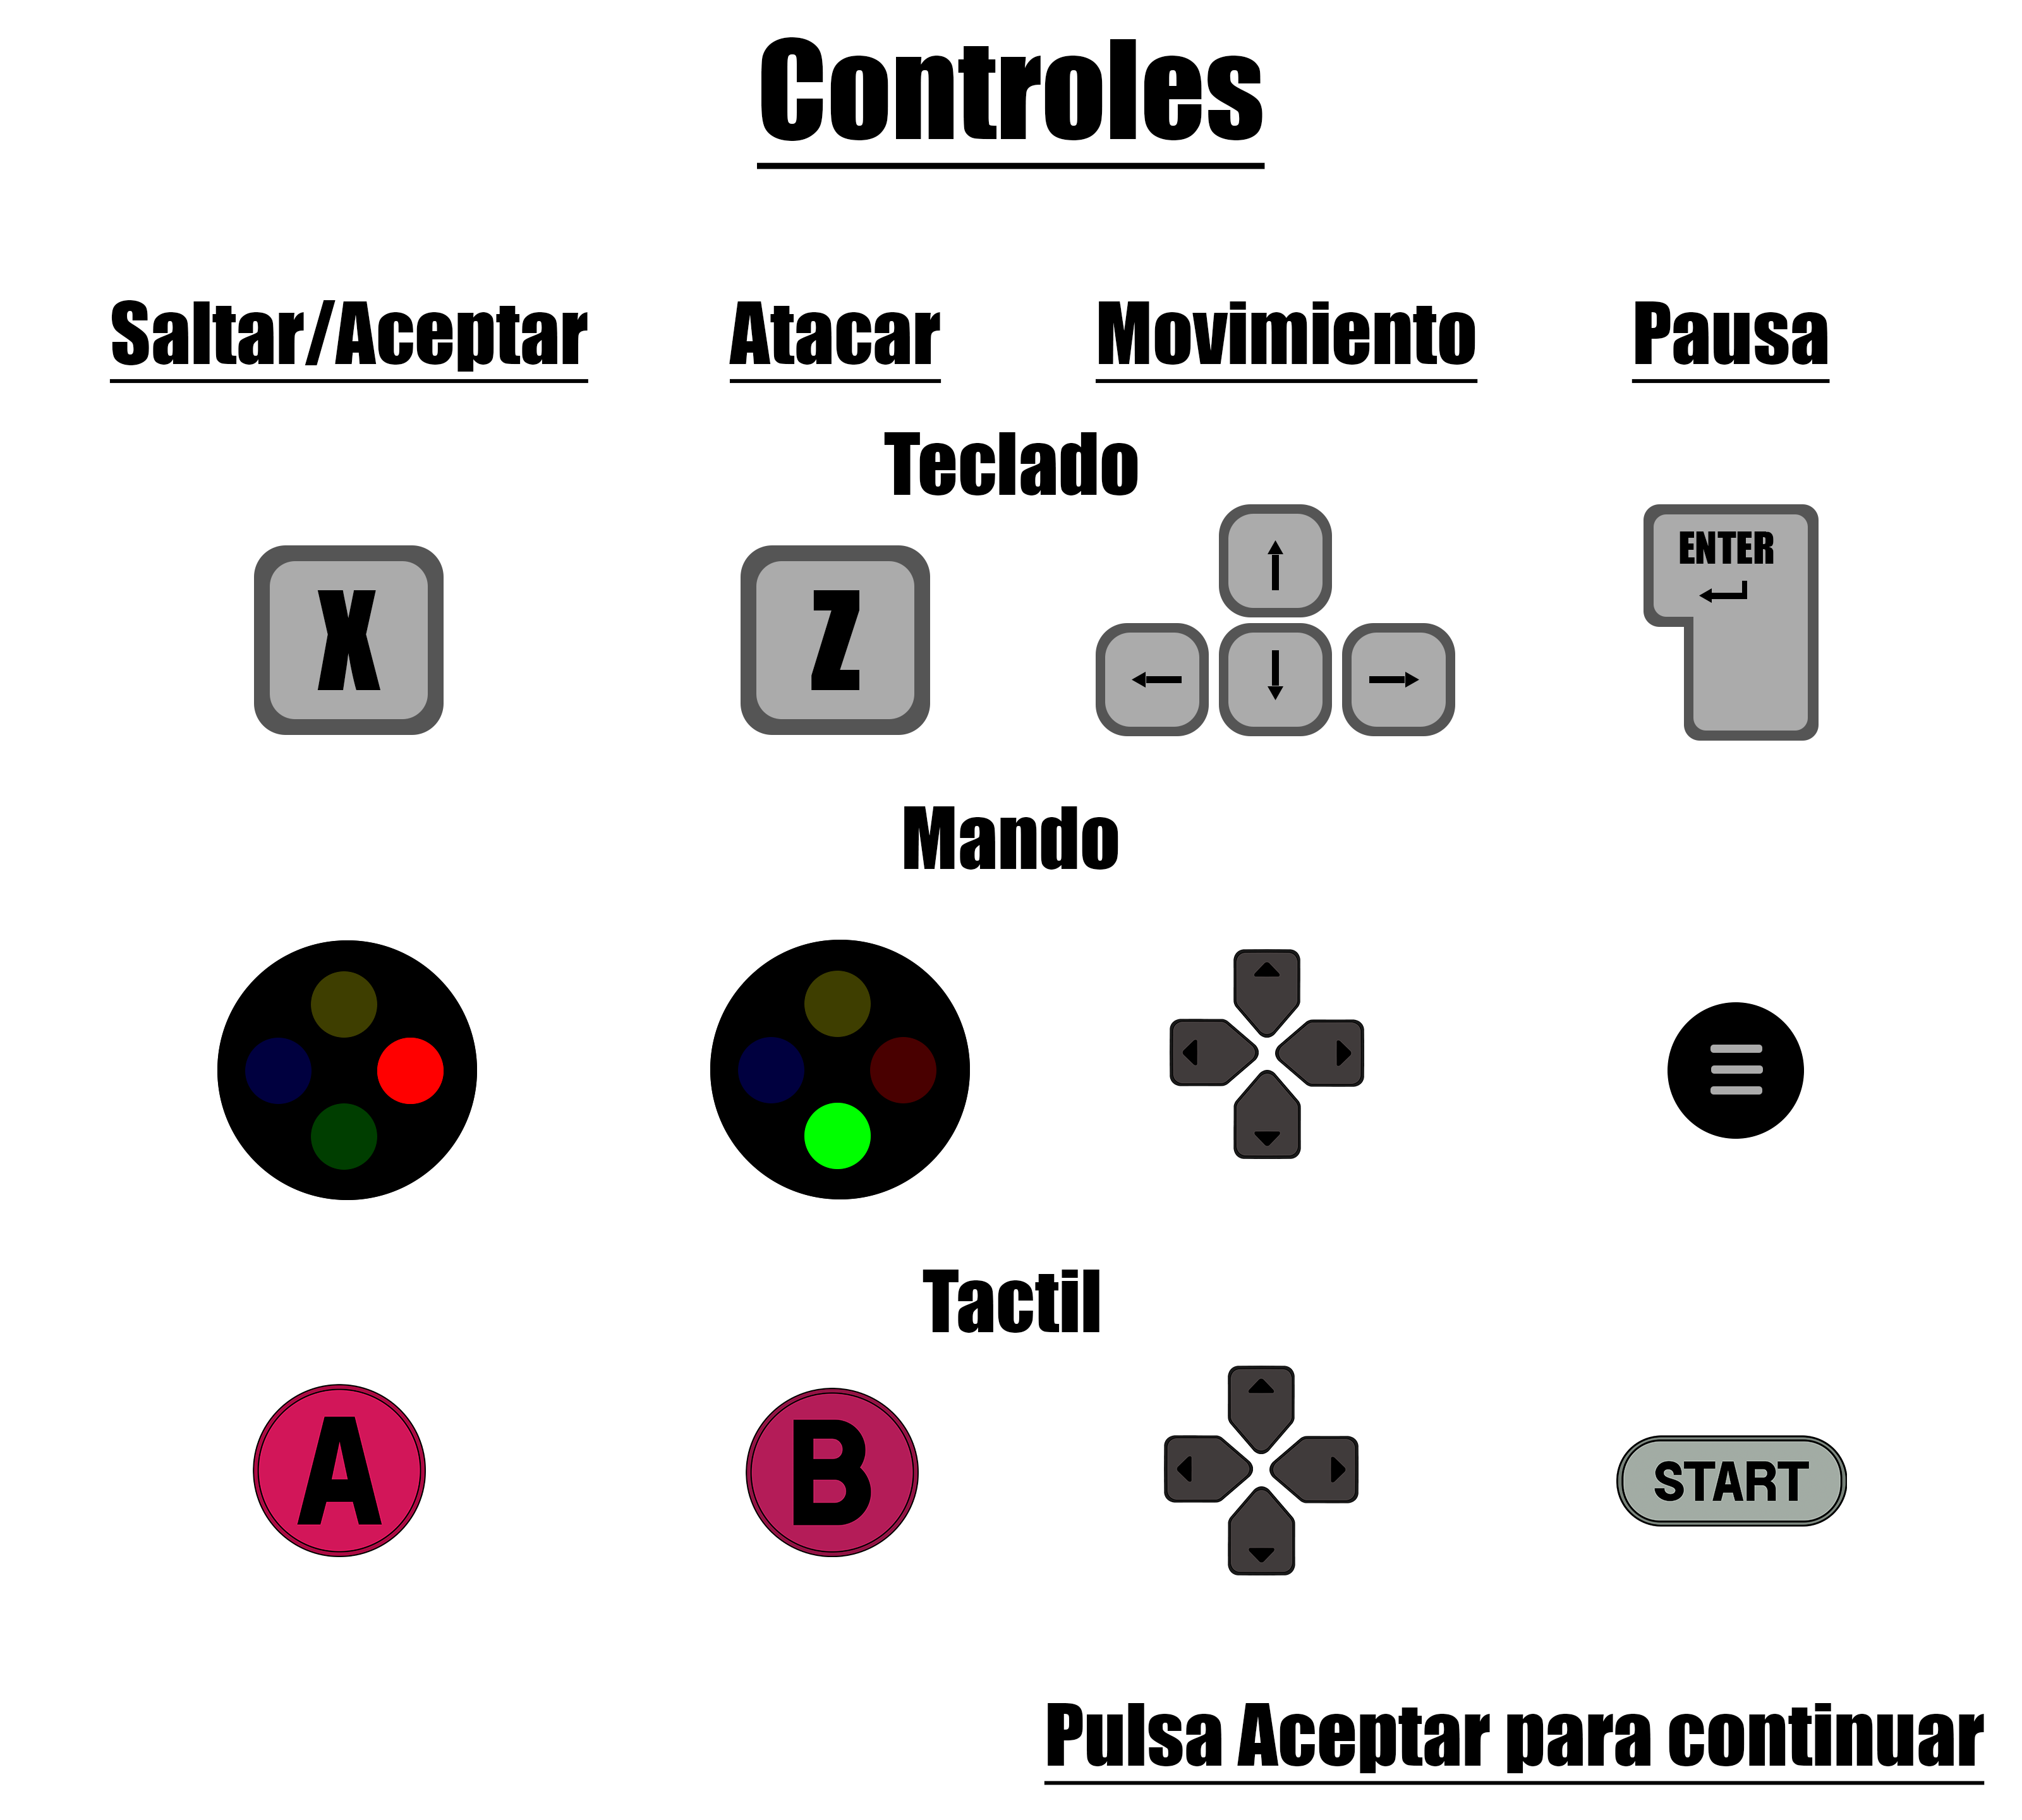 Controles
Saltar/Aceptar Atacar Movimiento Pausa
Teclado
X Z ENTER
Mando
Tactil
A B START
Pulsa Aceptar para continuar